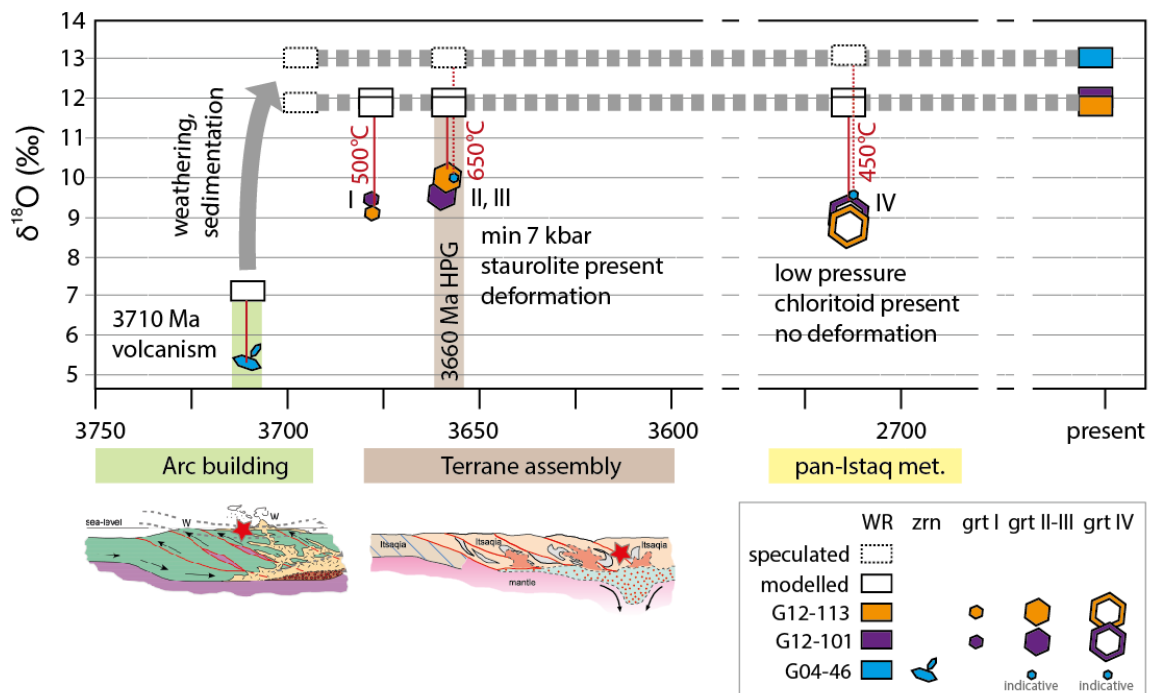 14
13
12
11
10
9
8
7
6
5
δ18O (‰)
weathering,
sedimentation
3710 Ma
volcanism
I
500°C
3660 Ma HPG
650°C
II, III
min 7 kbar
staurolite present
deformation
450°C
IV
low pressure
chloritoid present
no deformation
3750
3700
3650
3600
2700
present
Arc building
Terrane assembly
pan-Istaq met.
sea-level
W
W
Itsaqia
Itsaqia
Itsaqia
mantle
WR zrn grt I grt II-III grt IV
speculated
modelled
G12-113
G12-101
G04-46
indicative indicative